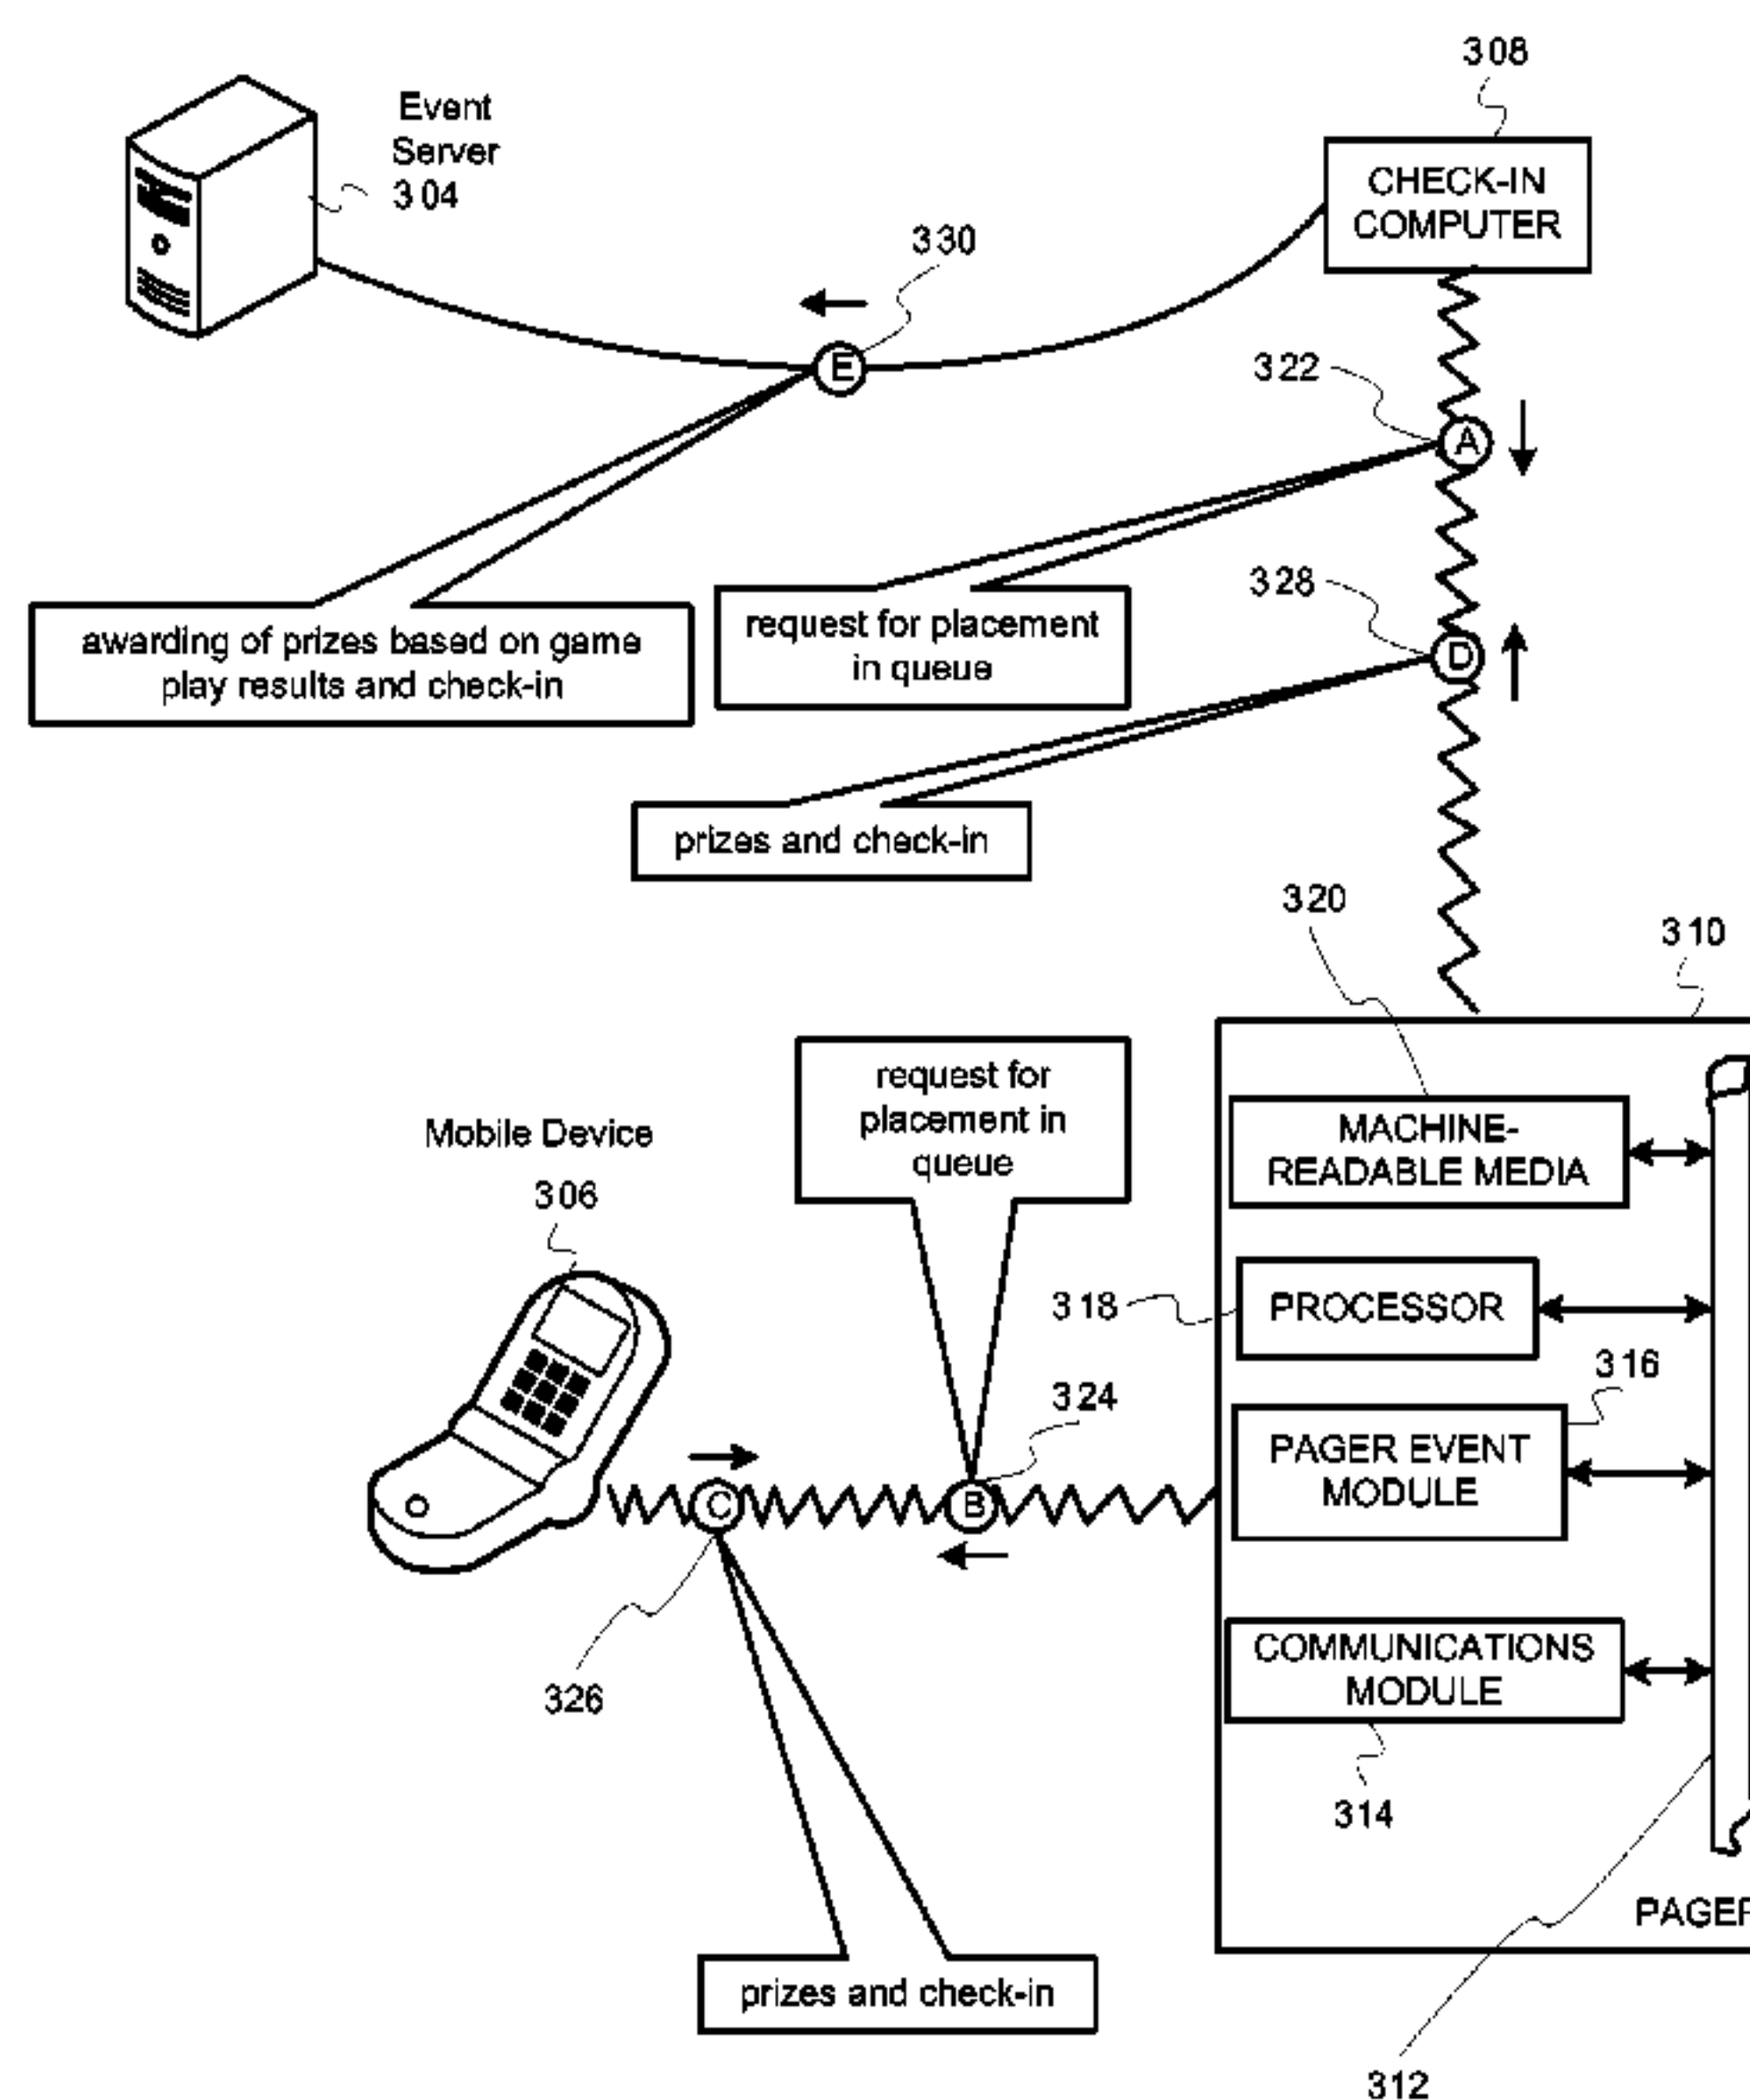 308
Event
Server
304
CHECK-IN
COMPUTER
330
E
322
A
328
D
awarding of prizes based on game
play results and check-in
request for placement
in queue
prizes and check-in
320
310
request for
placement in
queue
MACHINE-
READABLE MEDIA
Mobile Device
306
318
PROCESSOR
316
324
PAGER EVENT
MODULE
C
B
COMMUNICATIONS
MODULE
326
314
PAGER
prizes and check-in
312